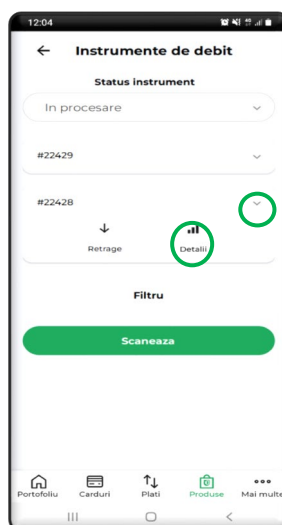 12:04
Instrumente de debit
Status instrument
In procesare
#22429
#22428
Retrage
Detalii
Filtru
Scaneaza
Portofoliu Carduri Plati Produse Mai multe